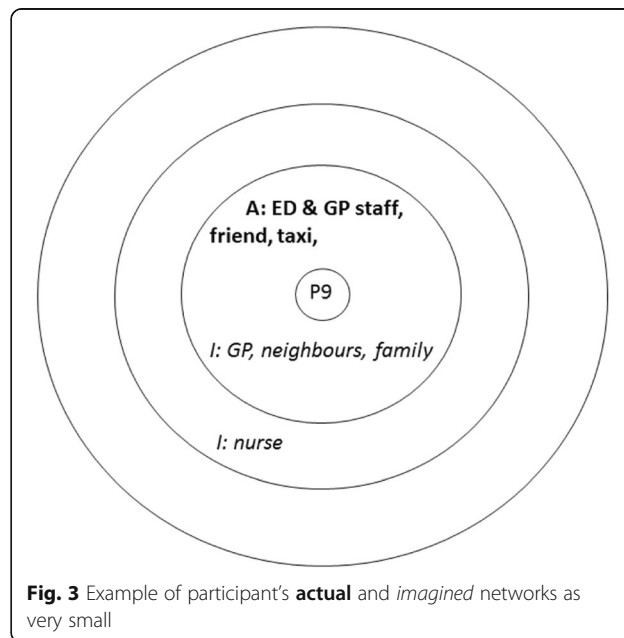 A: ED & GP staff,
friend, taxi,
P9
I: GP, neighbours, family
I: nurse
Fig. 3 Example of participant's actual and imagined networks as
very small